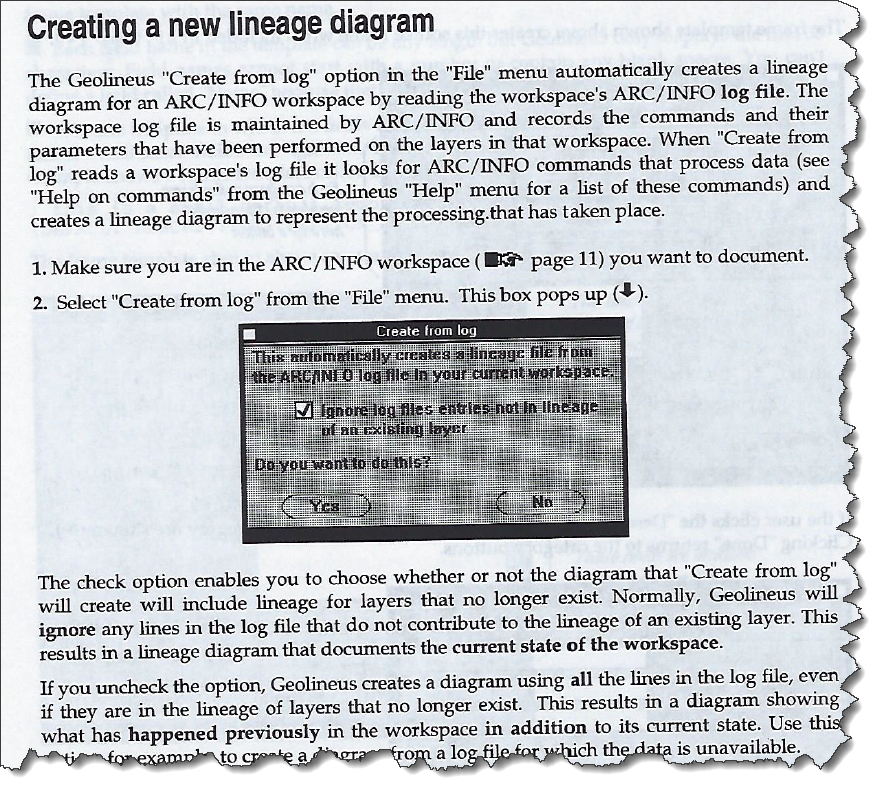 Creating a new lineage diagram
The Geolineus "Create from log" option in the "File" menu automatically creates a lineage
diagram for an ARC/INFO workspace by reading the workspace's ARC/INFO log file. The
workspace log file is maintained by ARC/INFO and records the commands and their
parameters that have been performed on the layers in that workspace. When "Create from
log" reads a workspace's log file it looks for ARC/INFO commands that process data (see
"Help on commands" from the Geolineus "Help" menu for a list of these commands) and
creates a lineage diagram to represent the processing.that has taken place.
1. Make sure you are in the ARC/INFO workspace ( page 11) you want to document.
2. Select "Create from log" from the "File" menu. This box pops up (⬇).
Create from log
This automatically creates a lineage file from
the ARC/INFO log file in your current workspace.
Ignore log files entries not in lineage
of an existing layer
Do you want to do this?
Yes No
The check option enables you to choose whether or not the diagram that "Create from log"
will create will include lineage for layers that no longer exist. Normally, Geolineus will
ignore any lines in the log file that do not contribute to the lineage of an existing layer. This
results in a lineage diagram that documents the current state of the workspace.
If you uncheck the option, Geolineus creates a diagram using all the lines in the log file, even
if they are in the lineage of layers that no longer exist. This results in a diagram showing
what has happened previously in the workspace in addition to its current state. Use this
for to create a from a log file for which the data is unavailable.